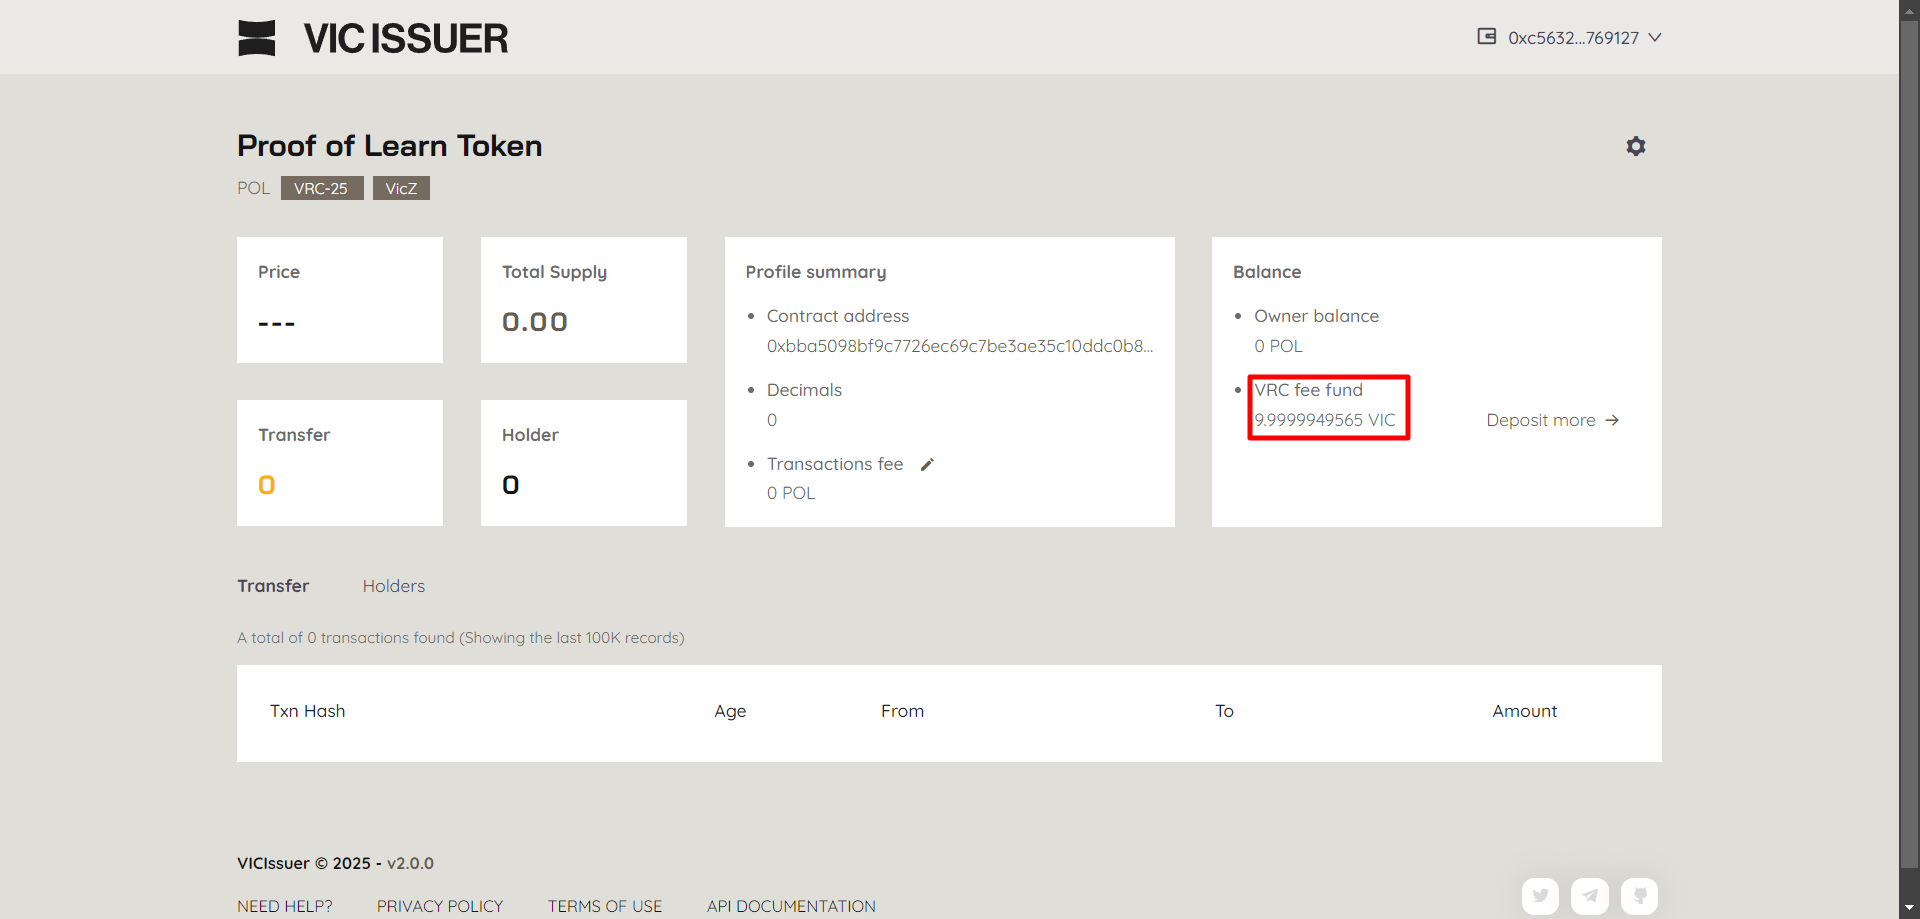 VIC ISSUER
0xc5632...769127
Proof of Learn Token
POL VRC-25 VicZ
Price
---
Total Supply
0.00
Transfer
0
Holder
0
Profile summary
Contract address
0xbba5098bf9c7726ec69c7be3ae35c10ddc0b8...
Decimals
0
Transactions fee
0 POL
Balance
Owner balance
0 POL
VRC fee fund
9.9999949565 VIC
Deposit more →
Transfer Holders
A total of 0 transactions found (Showing the last 100K records)
Txn Hash Age From To Amount
VICIssuer © 2025 - v2.0.0
NEED HELP? PRIVACY POLICY TERMS OF USE API DOCUMENTATION